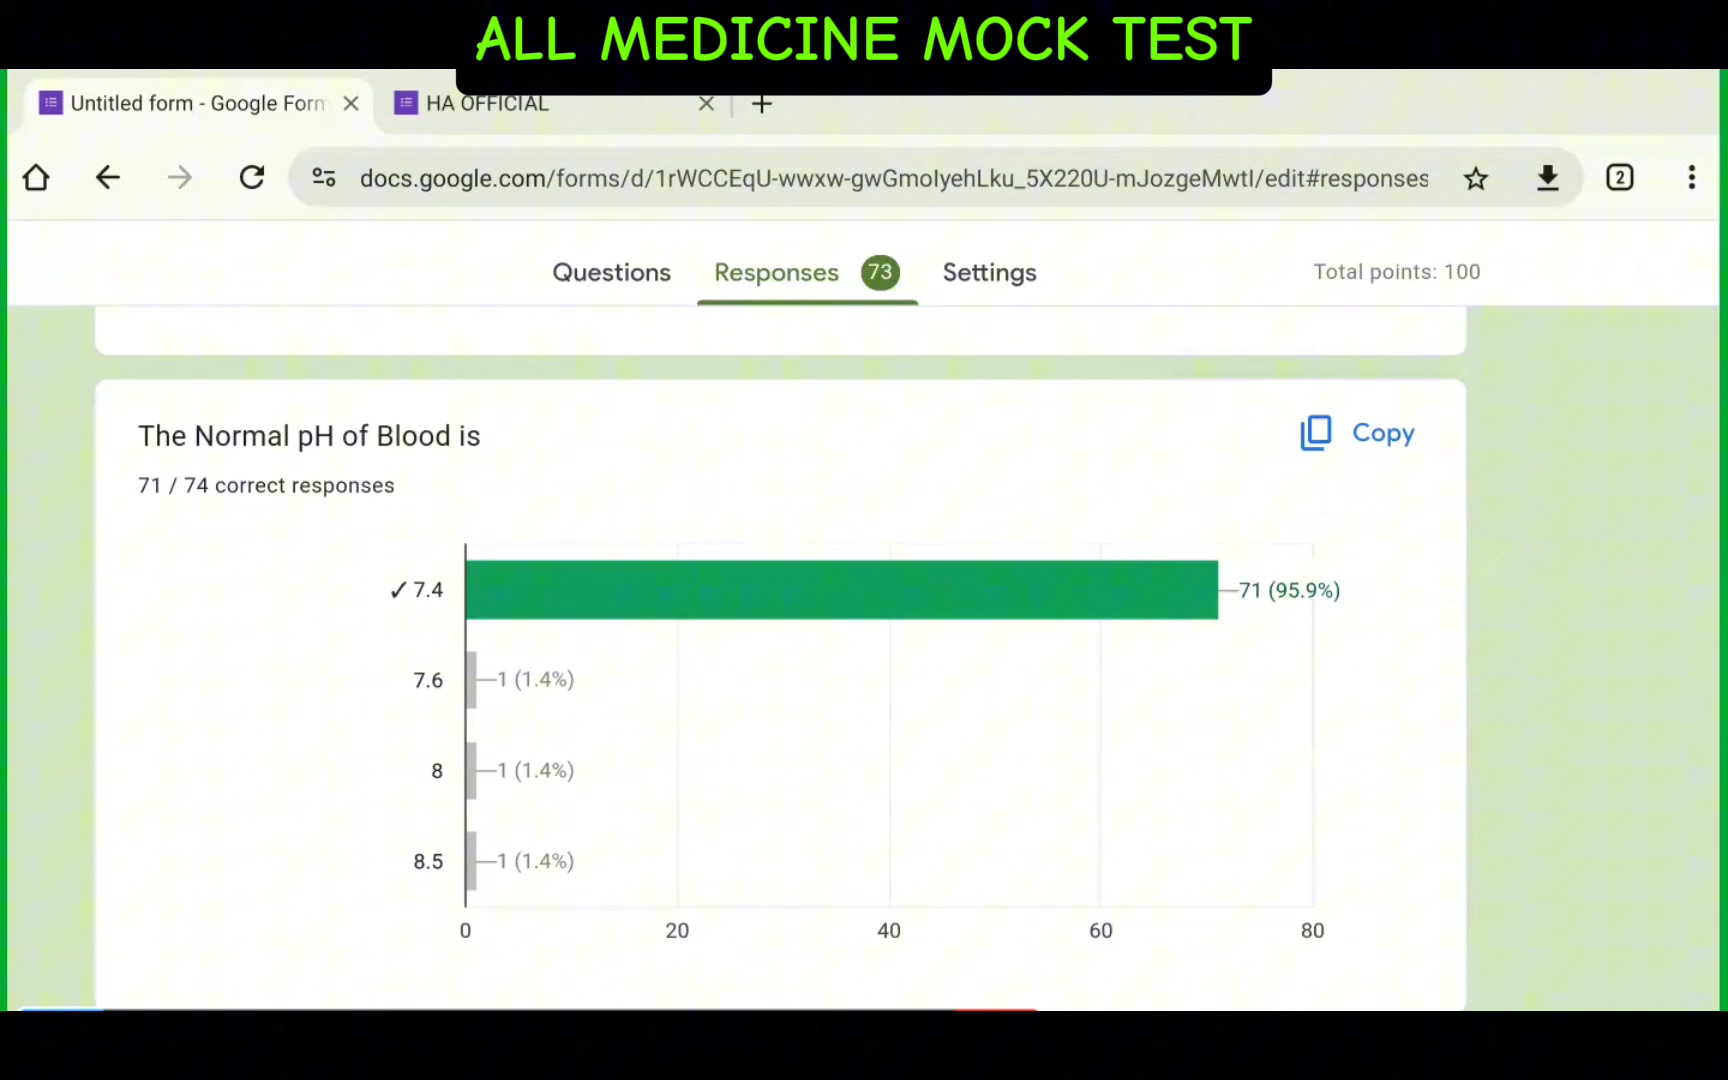 ALL MEDICINE MOCK TEST
Untitled form - Google Form
HA OFFICIAL
docs.google.com/forms/d/1rWCCEqU-wwxw-gwGmoIyehLku_5X220U-mJozgeMwtI/edit#responses
2
Questions
Responses 73
Settings
Total points: 100
The Normal pH of Blood is
Copy
71 / 74 correct responses
✓ 7.4
71 (95.9%)
7.6
1 (1.4%)
8
1 (1.4%)
8.5
1 (1.4%)
0 20 40 60 80